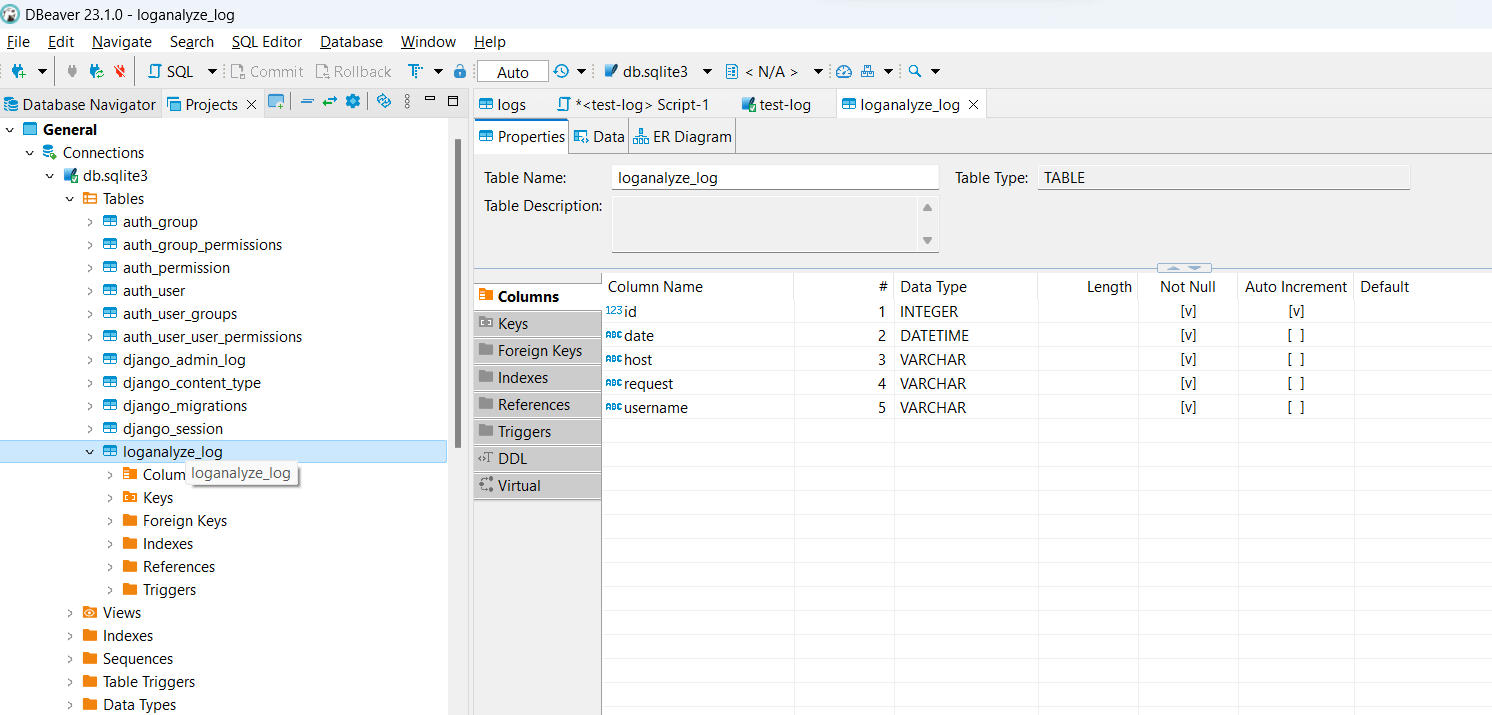 DBeaver 23.1.0 - loganalyze_log
File Edit Navigate Search SQL Editor Database Window Help
SQL Commit Rollback Auto db.sqlite3 < N/A >
Database Navigator Projects
logs *<test-log> Script-1 test-log loganalyze_log
General
Connections
db.sqlite3
Tables
auth_group
auth_group_permissions
auth_permission
auth_user
auth_user_groups
auth_user_user_permissions
django_admin_log
django_content_type
django_migrations
django_session
loganalyze_log
Colum
loganalyze_log
Keys
Foreign Keys
Indexes
References
Triggers
Views
Indexes
Sequences
Table Triggers
Data Types
Properties Data ER Diagram
Table Name: loganalyze_log Table Type: TABLE
Table Description:
Columns
Keys
Foreign Keys
Indexes
References
Triggers
DDL
Virtual
Column Name # Data Type Length Not Null Auto Increment Default
123 id 1 INTEGER [v] [v]
ABC date 2 DATETIME [v] [ ]
ABC host 3 VARCHAR [v] [ ]
ABC request 4 VARCHAR [v] [ ]
ABC username 5 VARCHAR [v] [ ]